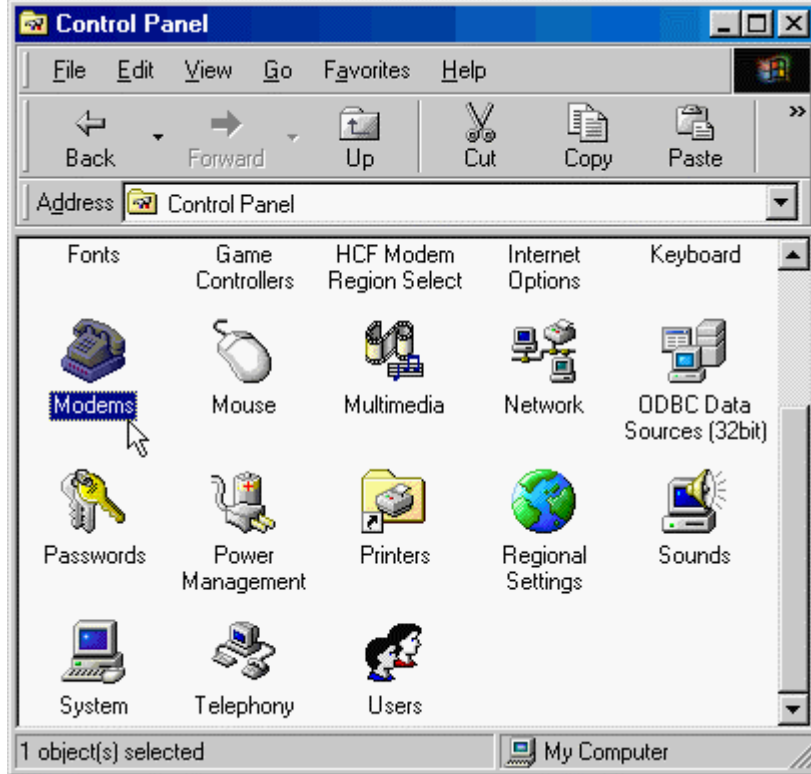 Control Panel
File Edit View Go Favorites Help
Back Forward Up Cut Copy Paste »
Address Control Panel
Fonts Game Controllers HCF Modem Region Select Internet Options Keyboard
Modems Mouse Multimedia Network ODBC Data Sources (32bit)
Passwords Power Management Printers Regional Settings Sounds
System Telephony Users
1 object(s) selected My Computer